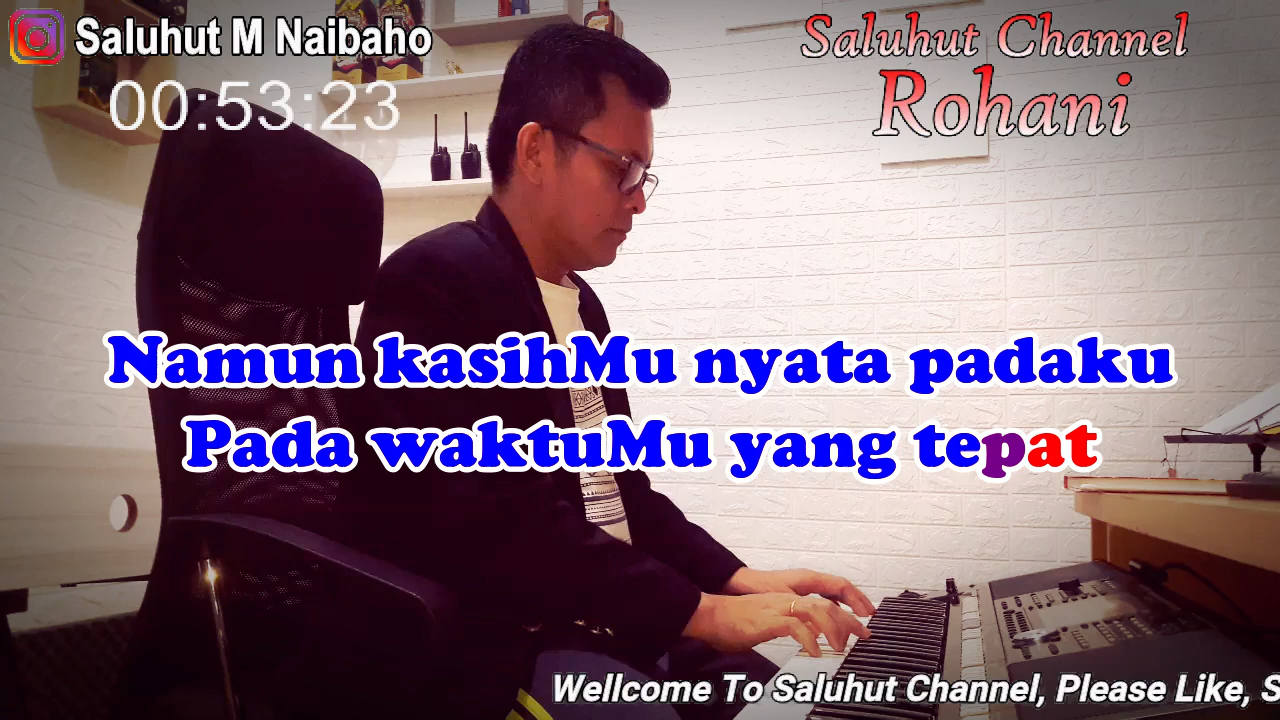 Saluhut M Naibaho
00:53:23
Saluhut Channel
Rohani
Namun kasihMu nyata padaku
Pada waktuMu yang tepat
Wellcome To Saluhut Channel, Please Like, S